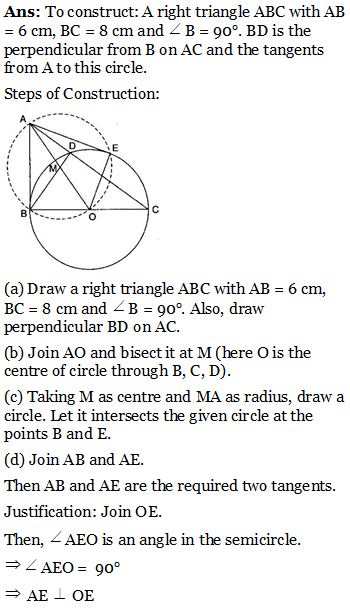 Ans: To construct: A right triangle ABC with AB
= 6 cm, BC = 8 cm and ∠B = 90°. BD is the
perpendicular from B on AC and the tangents
from A to this circle.
Steps of Construction:
A
D
E
M
B
O
C
(a) Draw a right triangle ABC with AB = 6 cm,
BC = 8 cm and ∠B = 90°. Also, draw
perpendicular BD on AC.
(b) Join AO and bisect it at M (here O is the
centre of circle through B, C, D).
(c) Taking M as centre and MA as radius, draw a
circle. Let it intersects the given circle at the
points B and E.
(d) Join AB and AE.
Then AB and AE are the required two tangents.
Justification: Join OE.
Then, ∠AEO is an angle in the semicircle.
⇒ ∠AEO = 90°
⇒ AE ⊥ OE